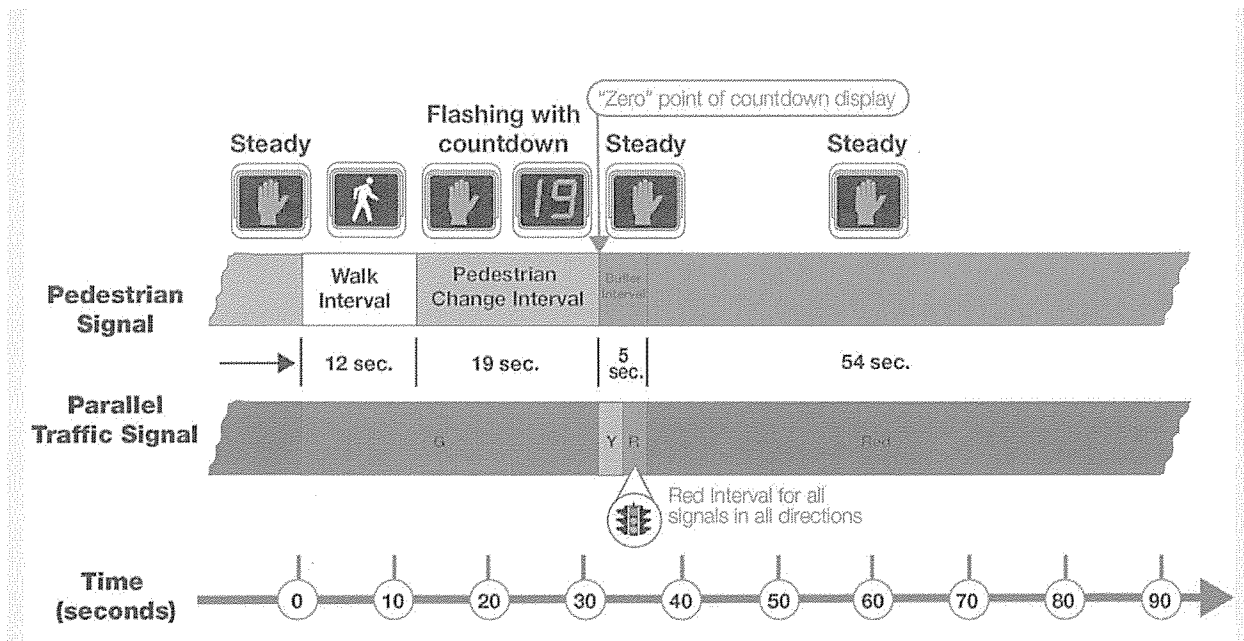 "Zero" point of countdown display
Flashing with
countdown
Steady
Steady
Steady
19
Walk
Interval
Pedestrian
Change Interval
Buffer
Interval
Pedestrian
Signal
12 sec.
19 sec.
5
sec.
54 sec.
Parallel
Traffic Signal
G
Y
R
Red
Red Interval for all
signals in all directions
Time
(seconds)
0
10
20
30
40
50
60
70
80
90